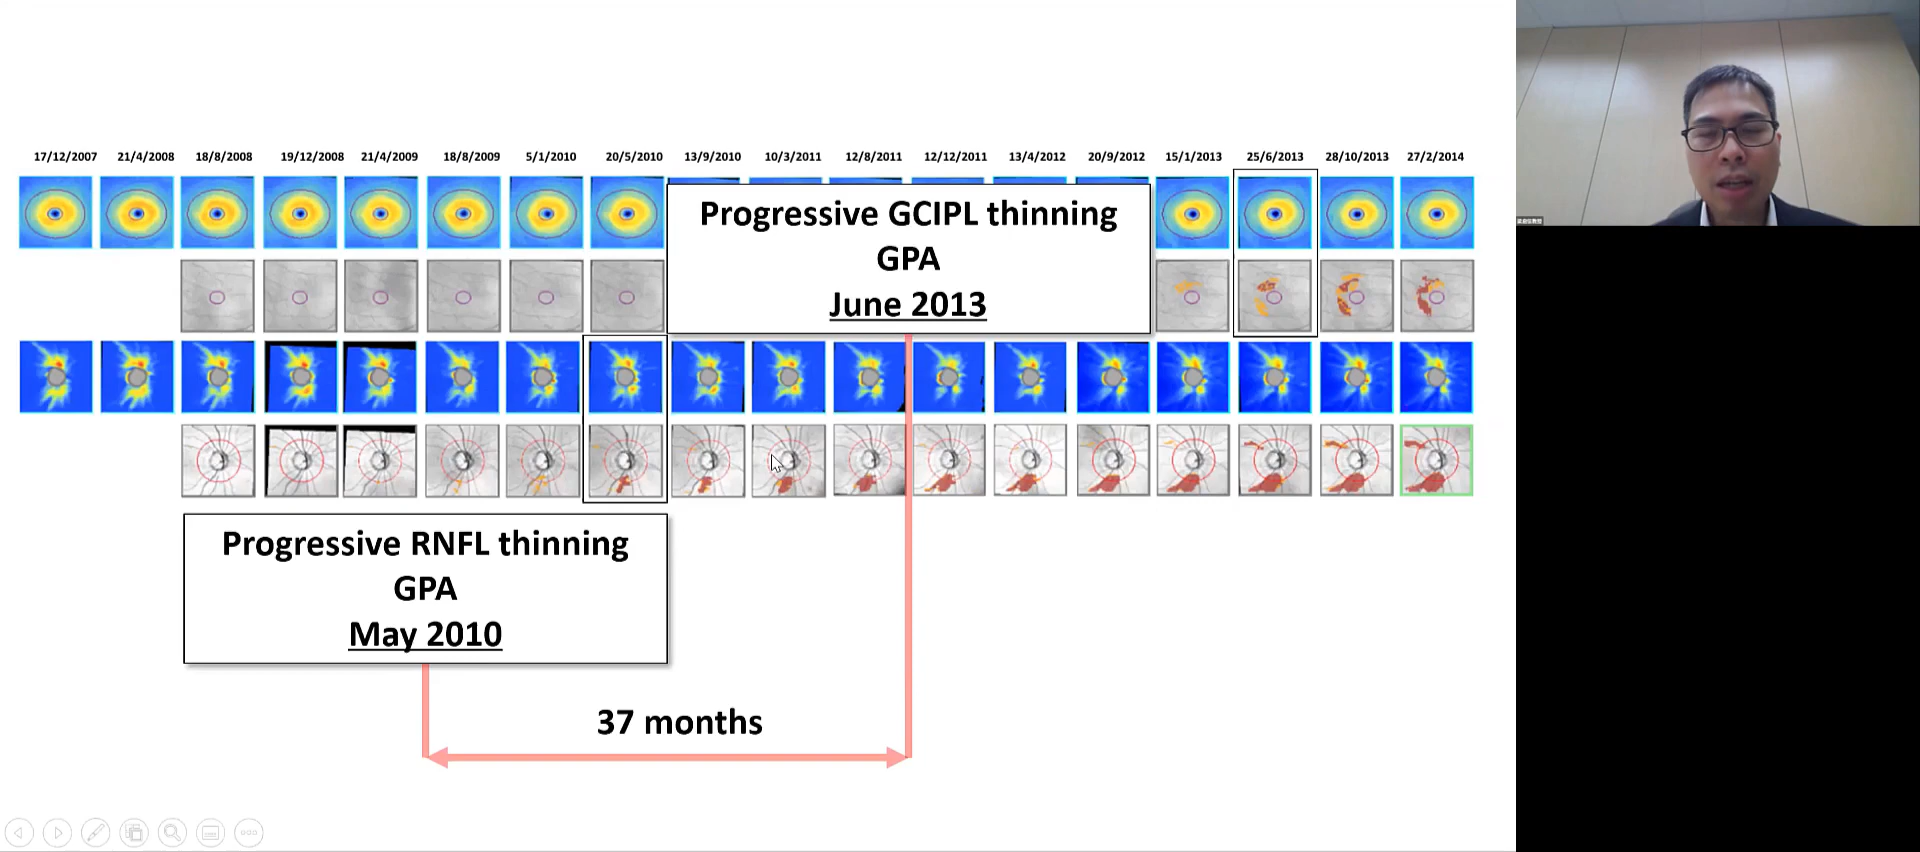 17/12/2007 21/4/2008 18/8/2008 19/12/2008 21/4/2009 18/8/2009 5/1/2010 20/5/2010 13/9/2010 10/3/2011 12/8/2011 12/12/2011 13/4/2012 20/9/2012 15/1/2013 25/6/2013 28/10/2013 27/2/2014
Progressive GCIPL thinning
GPA
June 2013
Progressive RNFL thinning
GPA
May 2010
37 months